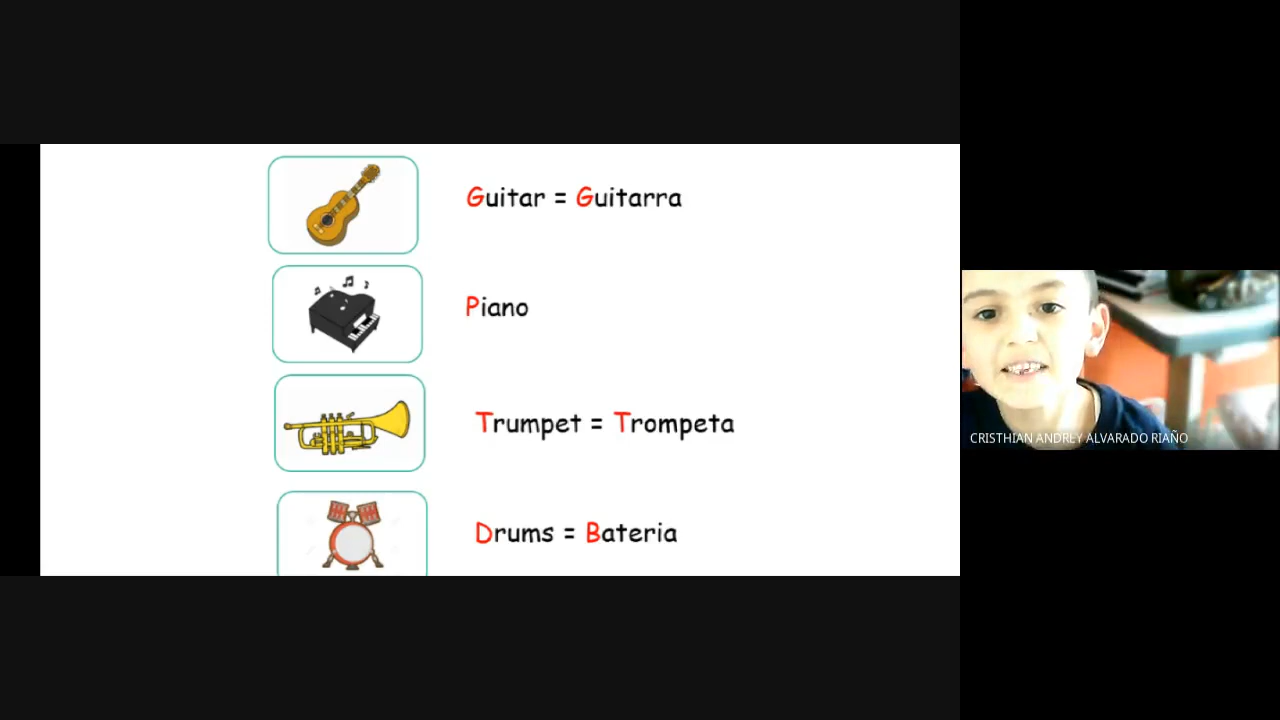 Guitar = Guitarra
Piano
Trumpet = Trompeta
Drums = Bateria
CRISTHIAN ANDREY ALVARADO RIAÑO